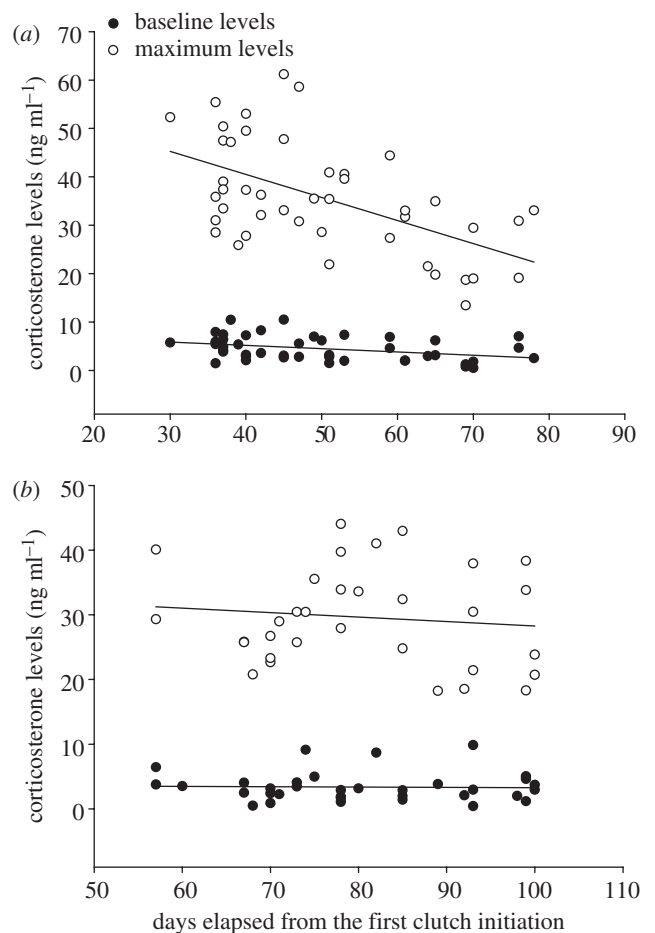 (a)
baseline levels
maximum levels
corticosterone levels (ng ml⁻¹)
70
60
50
40
30
20
10
0
20 30 40 50 60 70 80 90
(b)
corticosterone levels (ng ml⁻¹)
50
40
30
20
10
0
50 60 70 80 90 100 110
days elapsed from the first clutch initiation